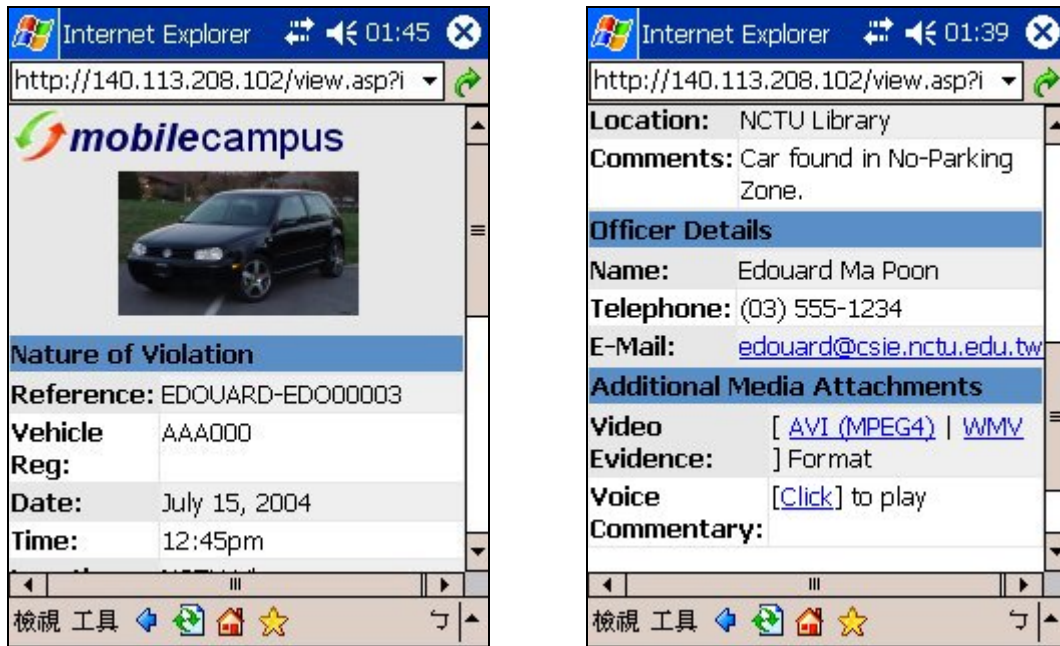 Internet Explorer 01:45
http://140.113.208.102/view.asp?i
mobilecampus
Nature of Violation
Reference: EDOUARD-EDO00003
Vehicle Reg: AAA000
Date: July 15, 2004
Time: 12:45pm
檢視 工具 ㄅ
Internet Explorer 01:39
http://140.113.208.102/view.asp?i
Location: NCTU Library
Comments: Car found in No-Parking
Zone.
Officer Details
Name: Edouard Ma Poon
Telephone: (03) 555-1234
E-Mail: edouard@csie.nctu.edu.tw
Additional Media Attachments
Video [ AVI (MPEG4) | WMV
Evidence: ] Format
Voice [Click] to play
Commentary:
檢視 工具 ㄅ